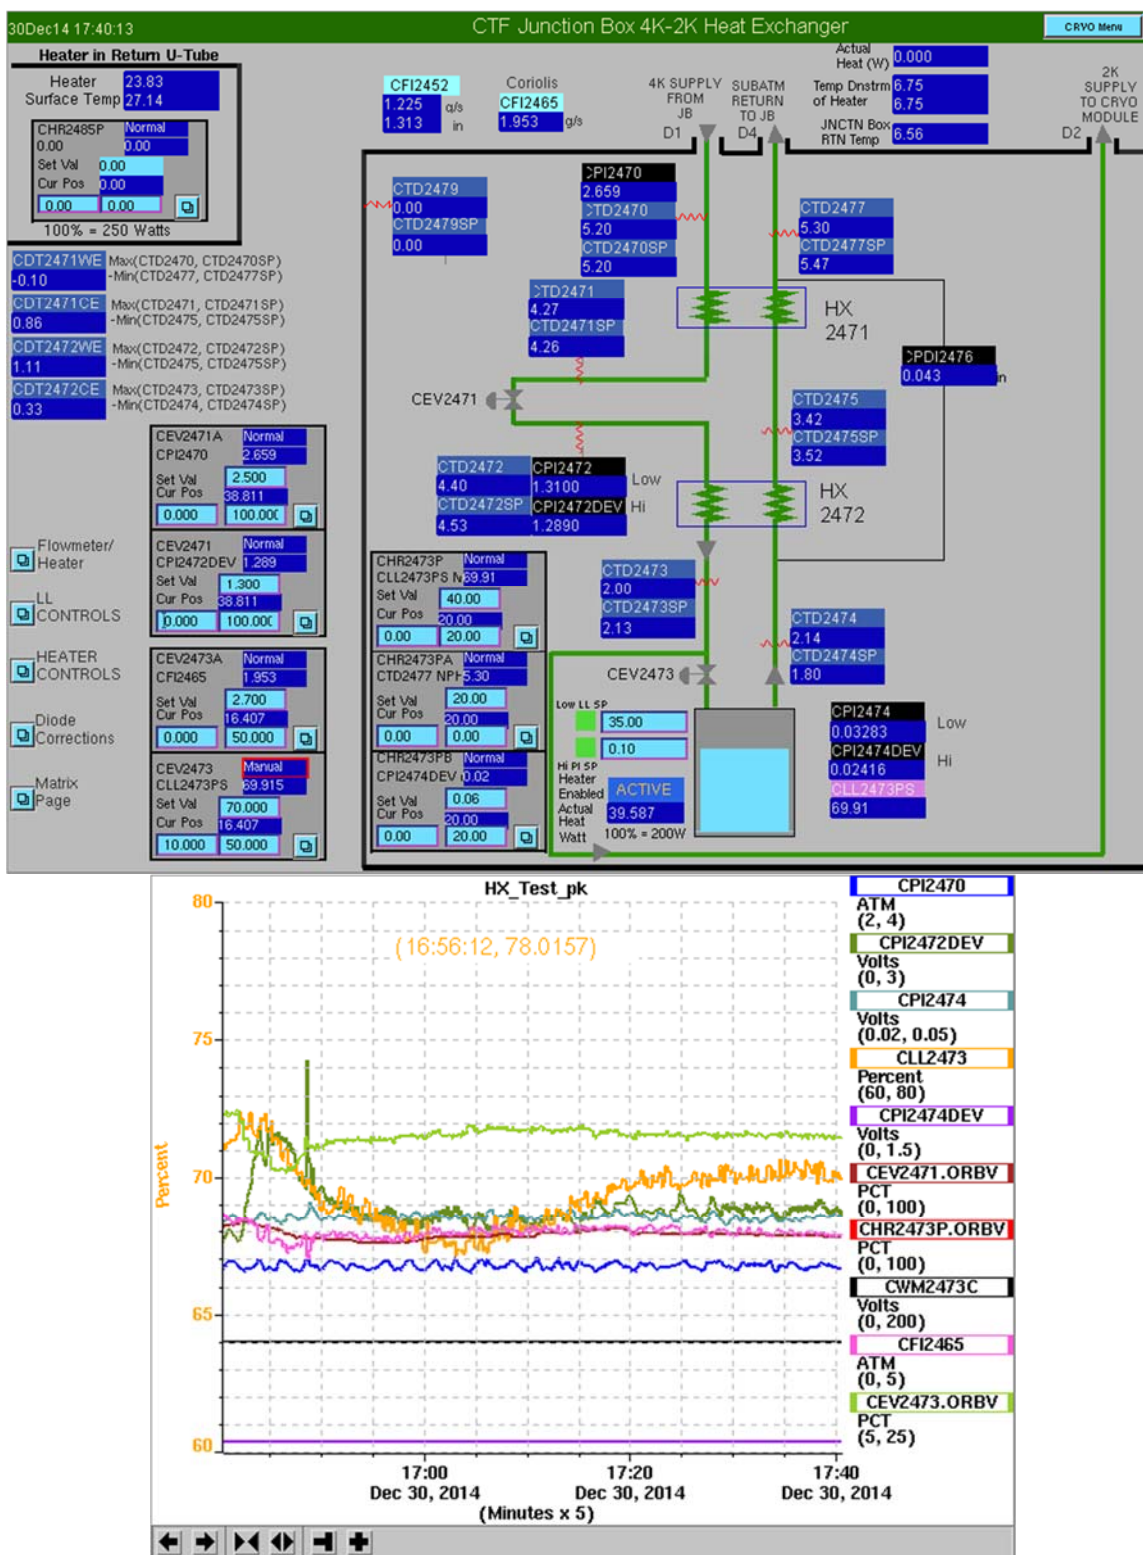 30Dec14 17:40:13
CTF Junction Box 4K-2K Heat Exchanger
CRYO Menu
Heater in Return U-Tube
Heater
Surface Temp
23.83
27.14
CHR2485P Normal
0.00 0.00
Set Val 0.00
Cur Pos 0.00
0.00 0.00
100% = 250 Watts
CFI2452
1.225 g/s
1.313 in
Coriolis
CFI2465
1.953 g/s
4K SUPPLY
FROM
JB
D1
SUBATM
RETURN
TO JB
D4
Actual
Heat (W)
0.000
Temp Dnstrm
of Heater
6.75
6.75
JNCTN Box
RTN Temp
6.56
2K
SUPPLY
TO CRYO
MODULE
D2
CTD2479
0.00
CTD2479SP
0.00
CPI2470
2.659
CTD2470
5.20
CTD2470SP
5.20
CTD2477
5.30
CTD2477SP
5.47
CDT2471WE Max(CTD2470, CTD2470SP)
-0.10 -Min(CTD2477, CTD2477SP)
CDT2471CE Max(CTD2471, CTD2471SP)
0.86 -Min(CTD2475, CTD2475SP)
CDT2472WE Max(CTD2472, CTD2472SP)
1.11 -Min(CTD2475, CTD2475SP)
CDT2472CE Max(CTD2473, CTD2473SP)
0.33 -Min(CTD2474, CTD2474SP)
CTD2471
4.27
CTD2471SP
4.26
HX
2471
CPDI2476
0.043 in
CEV2471
CTD2475
3.42
CTD2475SP
3.52
CTD2472
4.40
CTD2472SP
4.53
CPI2472
1.3100
Low
CPI2472DEV
Hi
1.2890
HX
2472
CEV2471A Normal
CPI2470 2.659
Set Val 2.500
Cur Pos 38.811
0.000 100.000
CEV2471 Normal
CPI2472DEV 1.289
Set Val 1.300
Cur Pos 38.811
0.000 100.000
CEV2473A Normal
CFI2465 1.953
Set Val 2.700
Cur Pos 16.407
0.000 50.000
CEV2473 Manual
CLL2473PS 69.915
Set Val 70.000
Cur Pos 16.407
10.000 50.000
Flowmeter/
Heater
LL
CONTROLS
HEATER
CONTROLS
Diode
Corrections
Matrix
Page
CHR2473P Normal
CLL2473PS N 69.91
Set Val 40.00
Cur Pos 20.00
0.00 20.00
CHR2473PA Normal
CTD2477 NPH 5.30
Set Val 20.00
Cur Pos 20.00
20.00 0.00
CHR2473PB Normal
CPI2474DEV 0.02
Set Val 0.06
Cur Pos 20.00
0.00 20.00
CTD2473
2.00
CTD2473SP
2.13
CTD2474
2.14
CTD2474SP
1.80
CEV2473
Low LL SP
35.00
0.10
Hi PI SP
Heater
Enabled
ACTIVE
Actual
Heat
Watt
39.587
100% = 200W
CPI2474
0.03283
Low
CPI2474DEV
0.02416
Hi
CLL2473PS
69.91
HX_Test_pk
(16:56:12, 78.0157)
Percent
80
75
70
65
60
17:00
Dec 30, 2014
17:20
Dec 30, 2014
17:40
Dec 30, 2014
(Minutes x 5)
CPI2470
ATM
(2, 4)
CPI2472DEV
Volts
(0, 3)
CPI2474
Volts
(0.02, 0.05)
CLL2473
Percent
(60, 80)
CPI2474DEV
Volts
(0, 1.5)
CEV2471.ORBV
PCT
(0, 100)
CHR2473P.ORBV
PCT
(0, 100)
CWM2473C
Volts
(0, 200)
CFI2465
ATM
(0, 5)
CEV2473.ORBV
PCT
(5, 25)